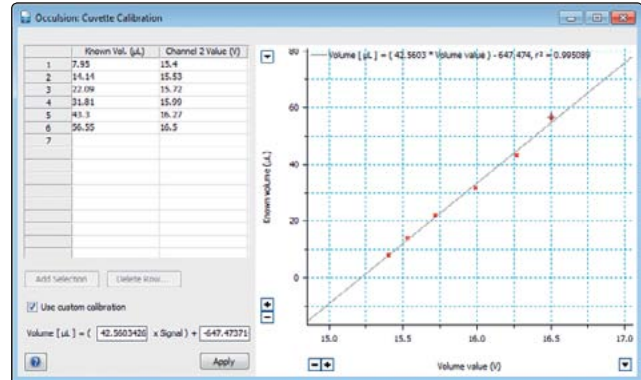 Occulsion: Cuvette Calibration
Known Vol. (µL) Channel 2 Value (V)
1 7.95 15.4
2 14.14 15.53
3 22.09 15.72
4 31.81 15.99
5 43.3 16.27
6 56.55 16.5
7
Add Selection Delete Row...
Use custom calibration
Volume [ µL ] = ( 42.5603426 x Signal ) + -647.47371
Apply
Volume [ µL ] = ( 42.5603 * Volume value ) - 647.474, r² = 0.995089
80
60
40
20
0
Known volume (µL)
15.0 15.5 16.0 16.5 17.0
Volume value (V)